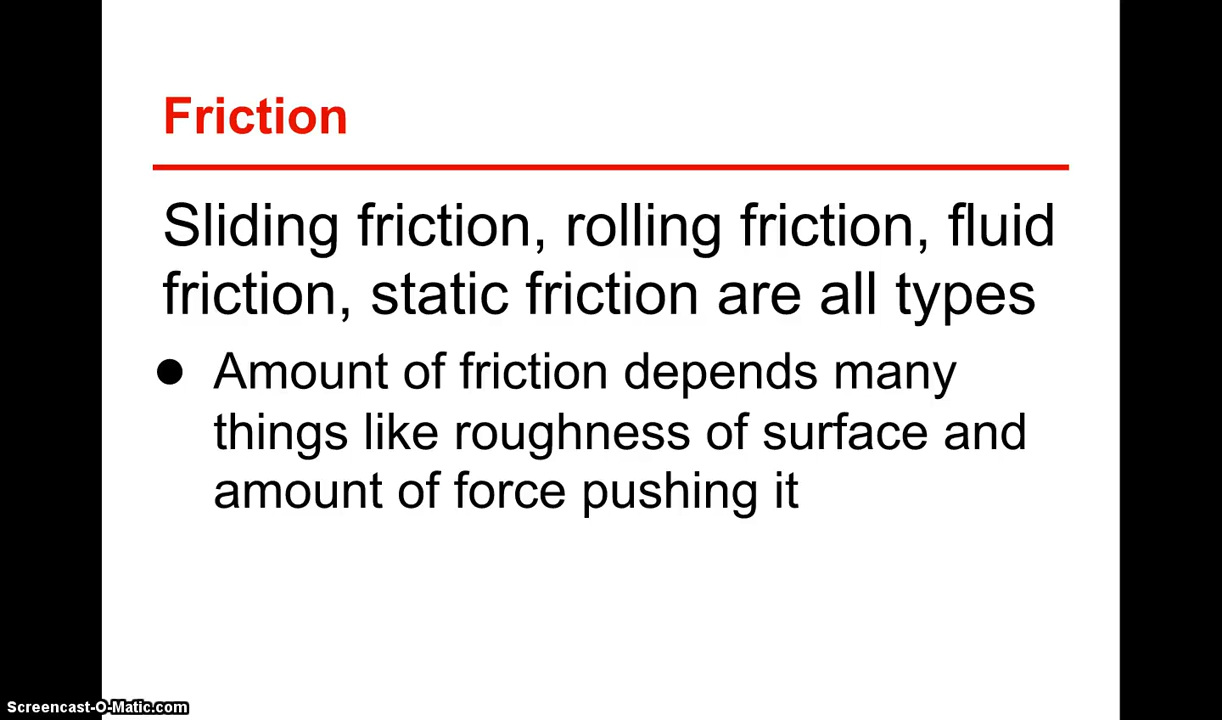 Friction
Sliding friction, rolling friction, fluid
friction, static friction are all types
● Amount of friction depends many
things like roughness of surface and
amount of force pushing it
Screencast-O-Matic.com